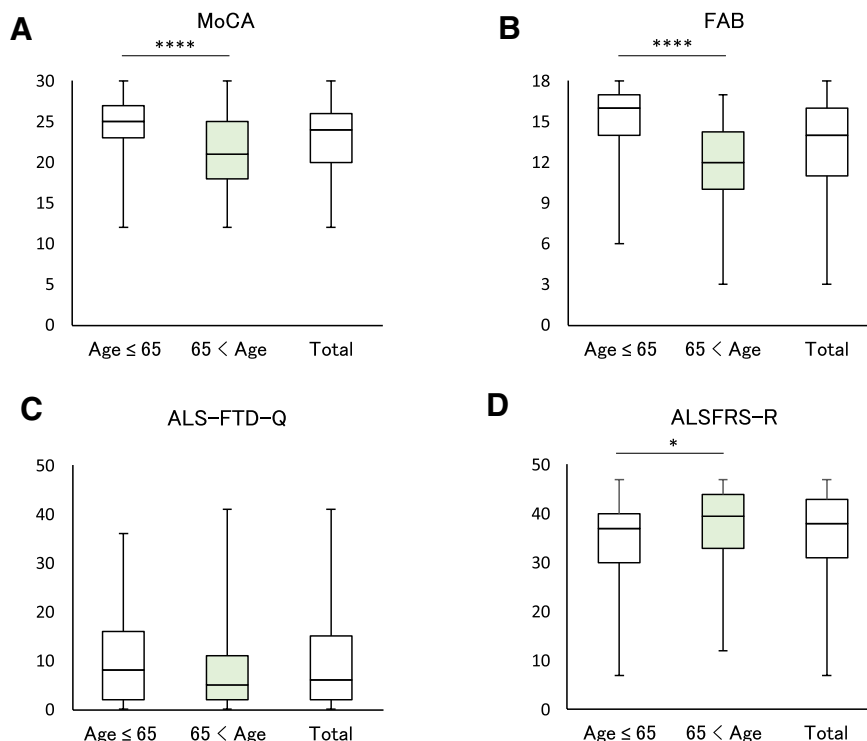 A
MoCA
****
30
25
20
15
10
5
0
Age ≤ 65
65 < Age
Total
B
FAB
****
18
15
12
9
6
3
0
Age ≤ 65
65 < Age
Total
C
ALS-FTD-Q
50
40
30
20
10
0
Age ≤ 65
65 < Age
Total
D
ALSFRS-R
*
50
40
30
20
10
0
Age ≤ 65
65 < Age
Total